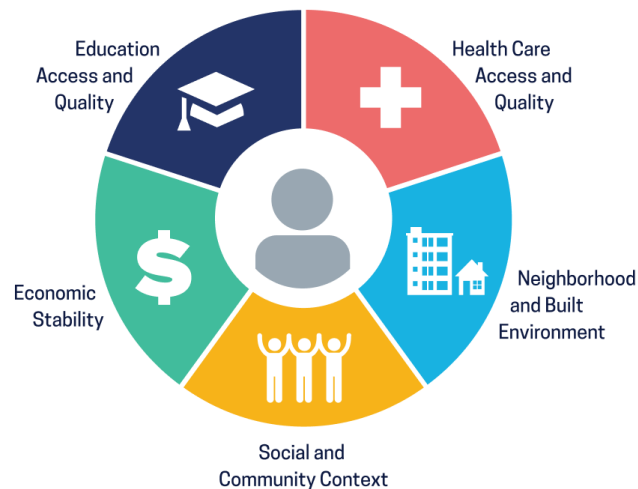 Education
Access and
Quality
Health Care
Access and
Quality
Economic
Stability
Neighborhood
and Built
Environment
Social and
Community Context